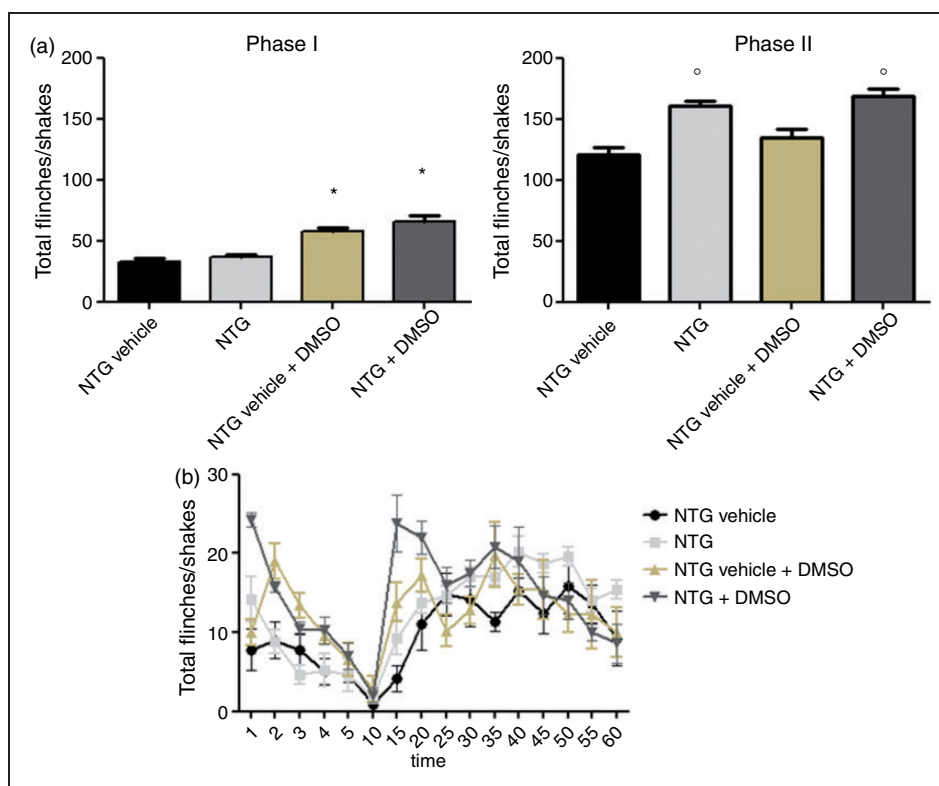 (a)
Phase I
Total flinches/shakes
200
150
100
50
0
*
*
NTG vehicle
NTG
NTG vehicle + DMSO
NTG + DMSO
Phase II
Total flinches/shakes
200
150
100
50
0
°
°
NTG vehicle
NTG
NTG vehicle + DMSO
NTG + DMSO
(b)
Total flinches/shakes
30
20
10
0
1 2 3 4 5 10 15 20 25 30 35 40 45 50 55 60
time
NTG vehicle
NTG
NTG vehicle + DMSO
NTG + DMSO